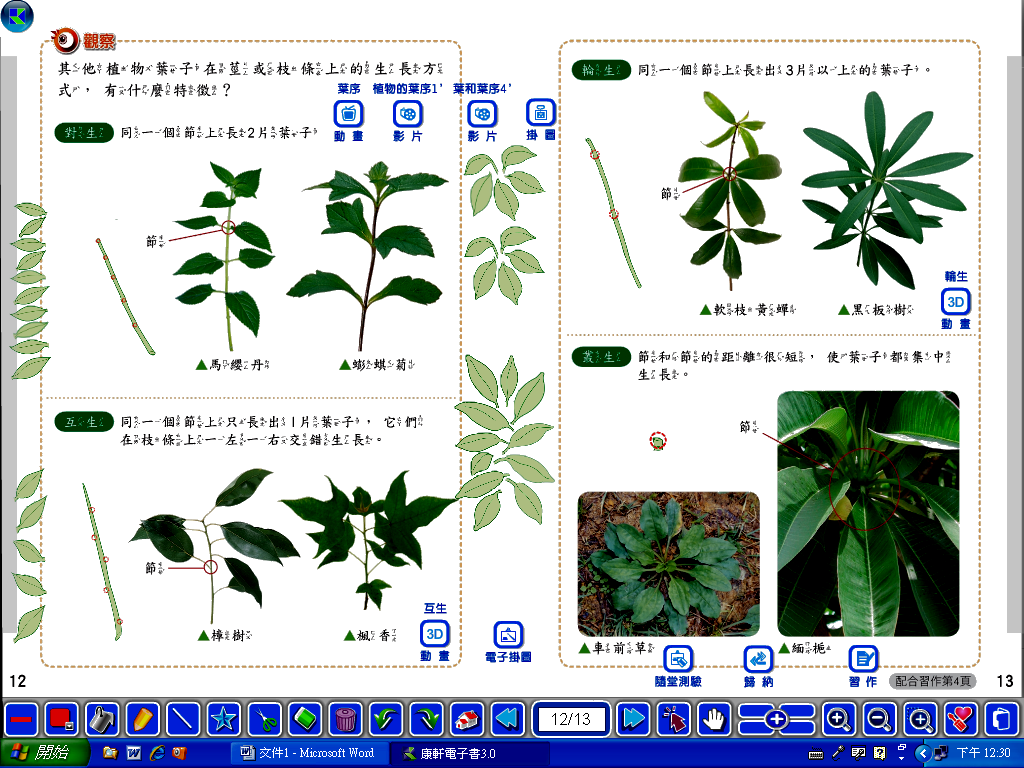 觀察
其他植物葉子在莖或枝條上的生長方
式，有什麼特徵？
葉序 植物的葉序1’ 葉和葉序4’
動畫 影片 影片 掛圖
對生 同一個節上長2片葉子
節
▲馬纓丹 ▲蟛蜞菊
互生 同一個節上只長出1片葉子，它們
在枝條上一左一右交錯生長。
節
▲樟樹 ▲楓香
互生
3D
動畫
電子掛圖
12
輪生 同一個節上長出3片以上的葉子。
節
▲軟枝黃蟬 ▲黑板樹
輪生
3D
動畫
叢生 節和節的距離很短，使葉子都集中
生長。
節
▲車前草 ▲緬梔
隨堂測驗 歸納 習作
配合習作第4頁 13
12/13
開始 文件1 - Microsoft Word 康軒電子書3.0 下午 12:30